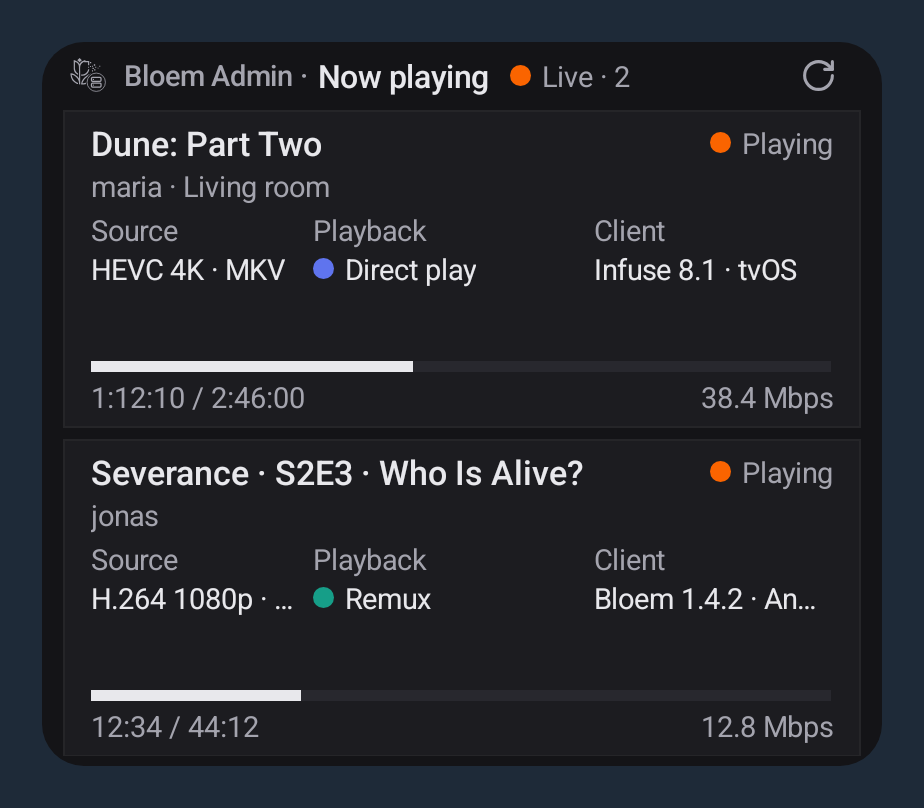 Bloem Admin · Now playing Live · 2
Dune: Part Two Playing
maria · Living room
Source Playback Client
HEVC 4K · MKV Direct play Infuse 8.1 · tvOS
1:12:10 / 2:46:00 38.4 Mbps
Severance · S2E3 · Who Is Alive? Playing
jonas
Source Playback Client
H.264 1080p · ... Remux Bloem 1.4.2 · An...
12:34 / 44:12 12.8 Mbps